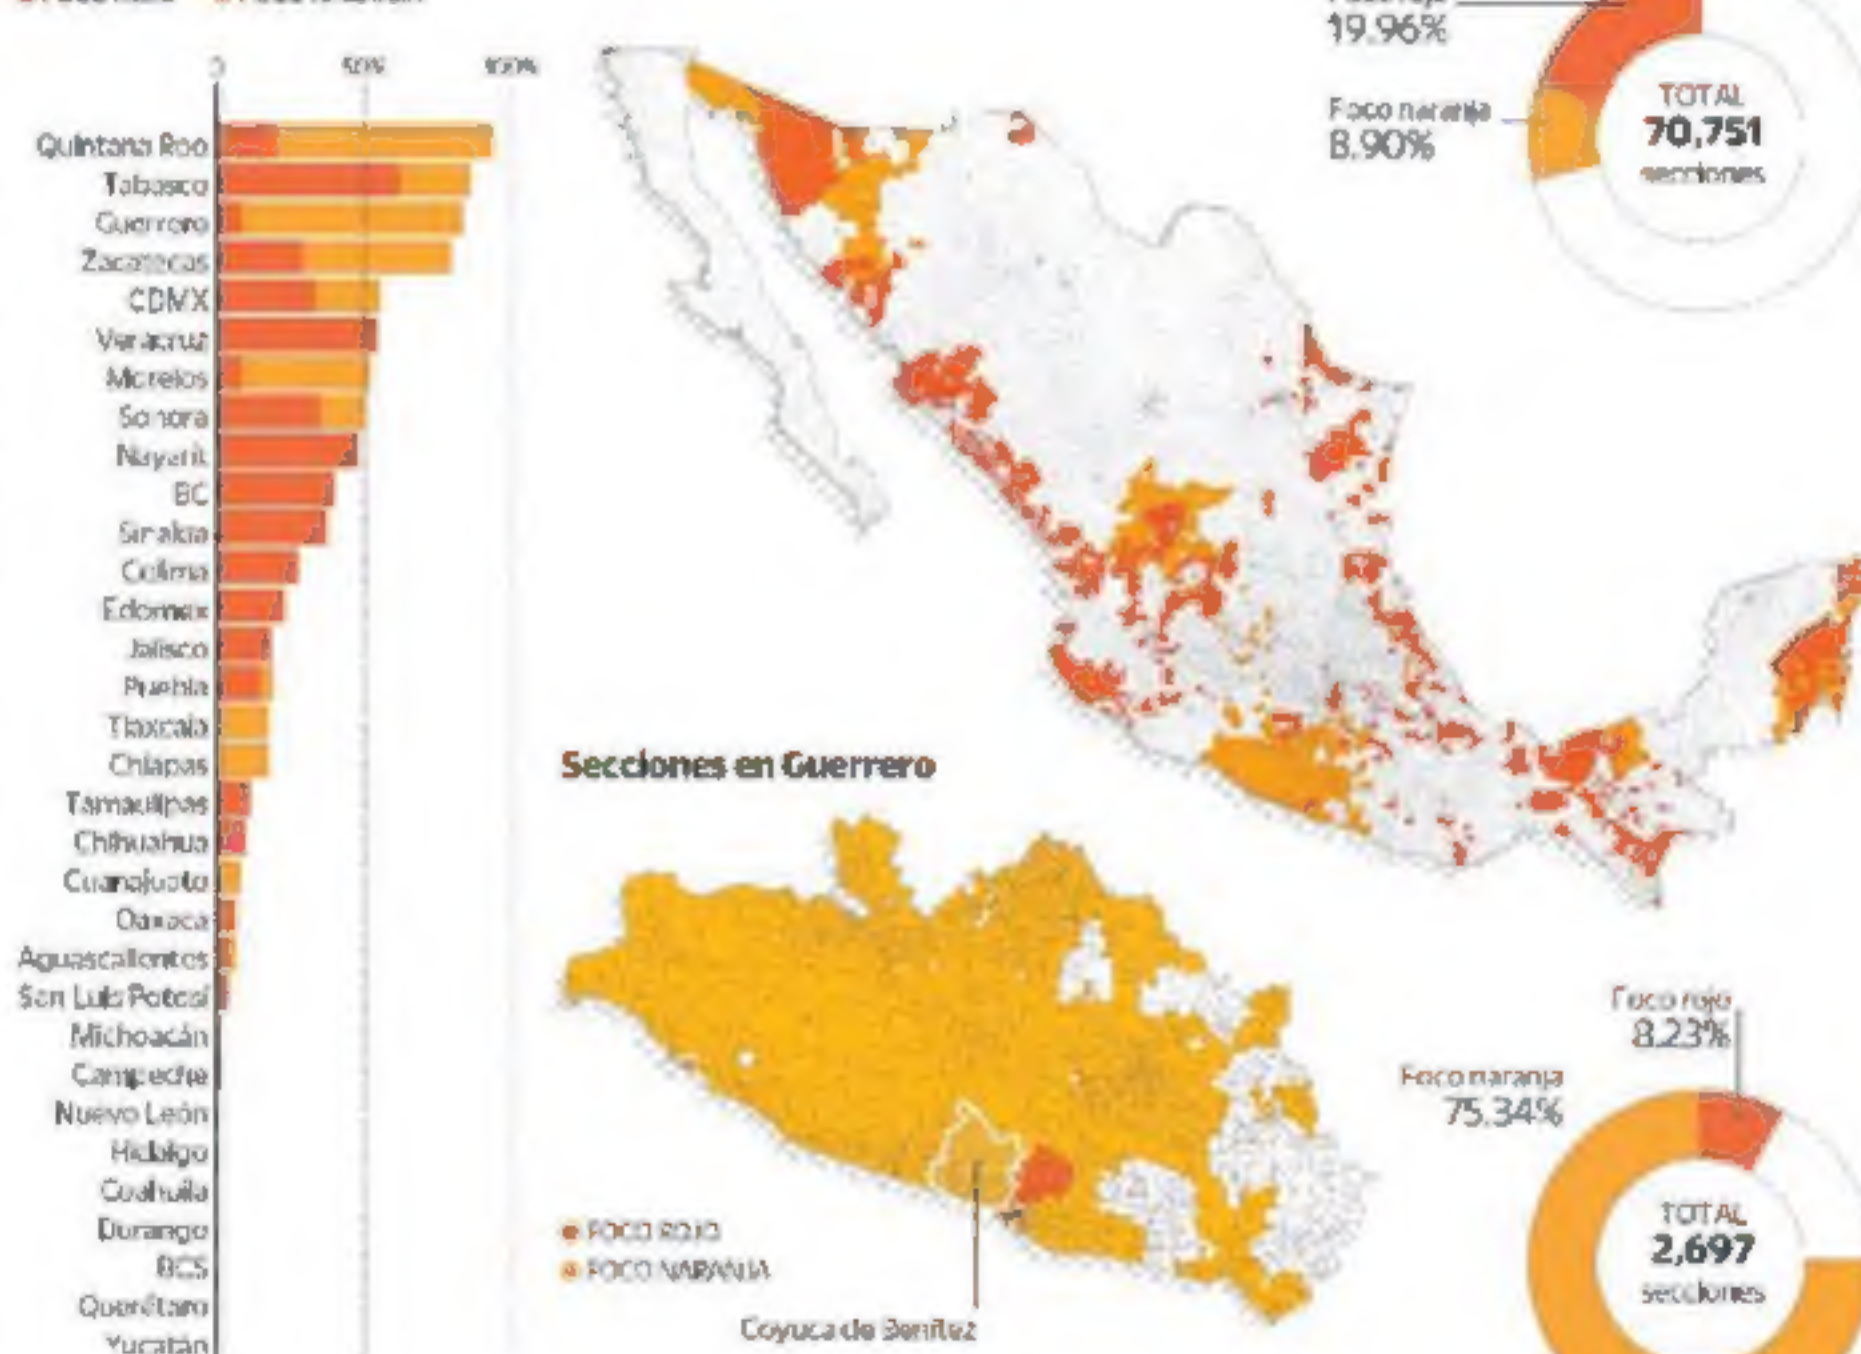 0 50% 100%
Quintana Roo
Tabasco
Guerrero
Zacatecas
CDMX
Veracruz
Morelos
Sonora
Nayarit
BC
Sinaloa
Colima
Edomex
Jalisco
Puebla
Tlaxcala
Chiapas
Tamaulipas
Chihuahua
Guanajuato
Oaxaca
Aguascalientes
San Luis Potosí
Michoacán
Campeche
Nuevo León
Hidalgo
Coahuila
Durango
BCS
Querétaro
Yucatán
19.96%
Foco naranja
8.90%
TOTAL
70,751
secciones
Secciones en Guerrero
FOCO ROJO
FOCO NARANJA
Coyuca de Benítez
Foco rojo
8.23%
Foco naranja
75.34%
TOTAL
2,697
secciones